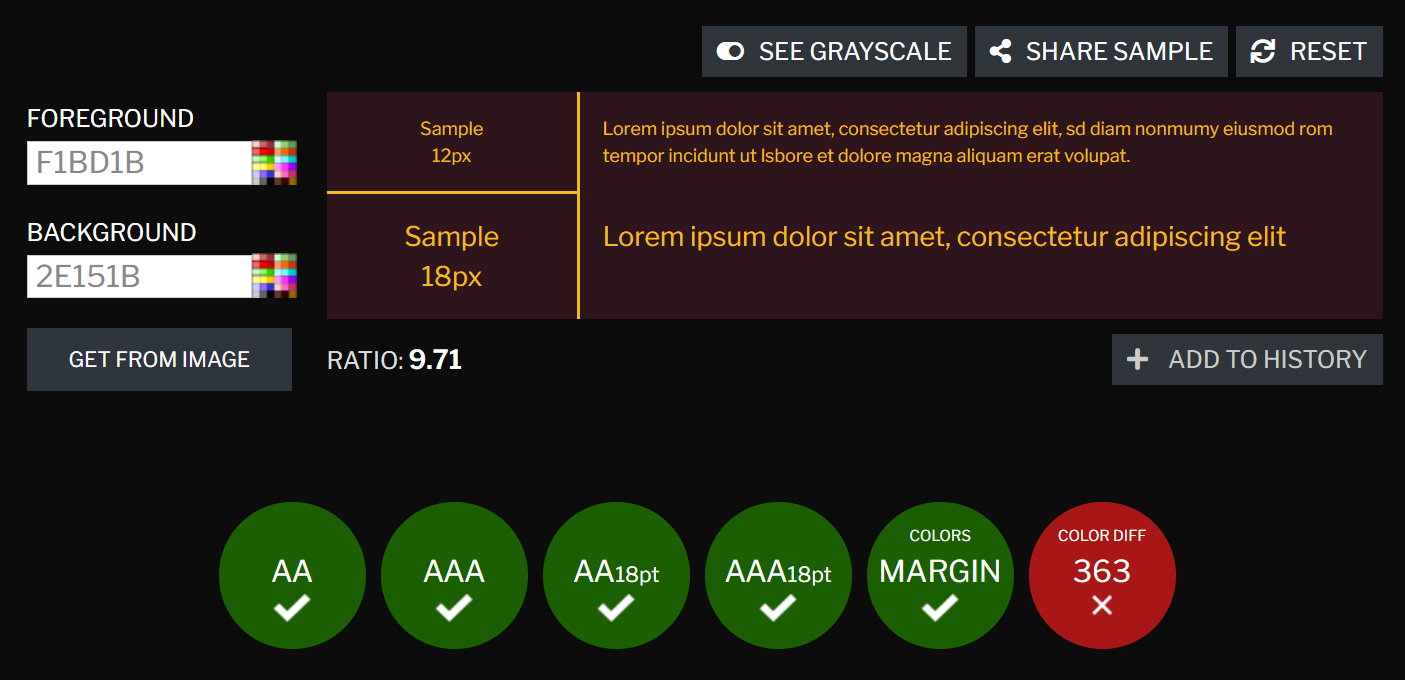 SEE GRAYSCALE
SHARE SAMPLE
RESET
FOREGROUND
F1BD1B
BACKGROUND
2E151B
GET FROM IMAGE
Sample
12px
Lorem ipsum dolor sit amet, consectetur adipiscing elit, sd diam nonmumy eiusmod rom
tempor incidunt ut lsbore et dolore magna aliquam erat volupat.
Sample
18px
Lorem ipsum dolor sit amet, consectetur adipiscing elit
RATIO: 9.71
ADD TO HISTORY
AA
AAA
AA18pt
AAA18pt
COLORS
MARGIN
COLOR DIFF
363